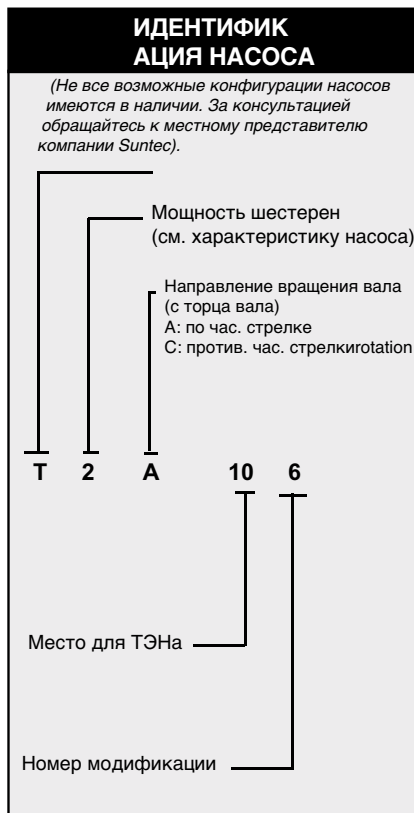 ИДЕНТИФИК
АЦИЯ НАСОСА
(Не все возможные конфигурации насосов
имеются в наличии. За консультацией
обращайтесь к местному представителю
компании Suntec).
Мощность шестерен
(см. характеристику насоса)
Направление вращения вала
(с торца вала)
A: по час. стрелке
C: против. час. стрелкиrotation
T 2 A 10 6
Место для ТЭНа
Номер модификации